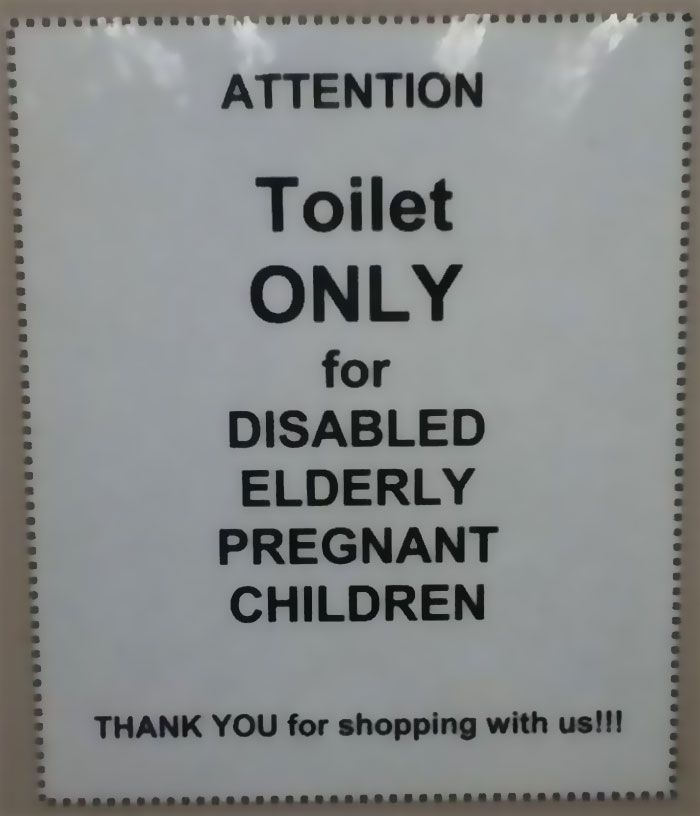 ATTENTION
Toilet
ONLY
for
DISABLED
ELDERLY
PREGNANT
CHILDREN
THANK YOU for shopping with us!!!